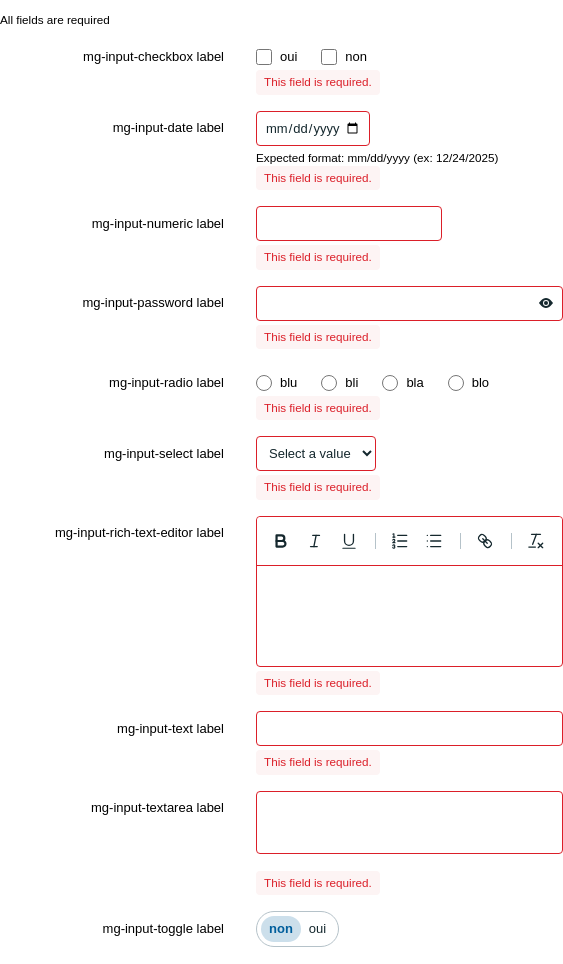 All fields are required
mg-input-checkbox label oui non
This field is required.
mg-input-date label mm/dd/yyyy
Expected format: mm/dd/yyyy (ex: 12/24/2025)
This field is required.
mg-input-numeric label
This field is required.
mg-input-password label
This field is required.
mg-input-radio label blu bli bla blo
This field is required.
mg-input-select label Select a value
This field is required.
mg-input-rich-text-editor label
This field is required.
mg-input-text label
This field is required.
mg-input-textarea label
This field is required.
mg-input-toggle label non oui